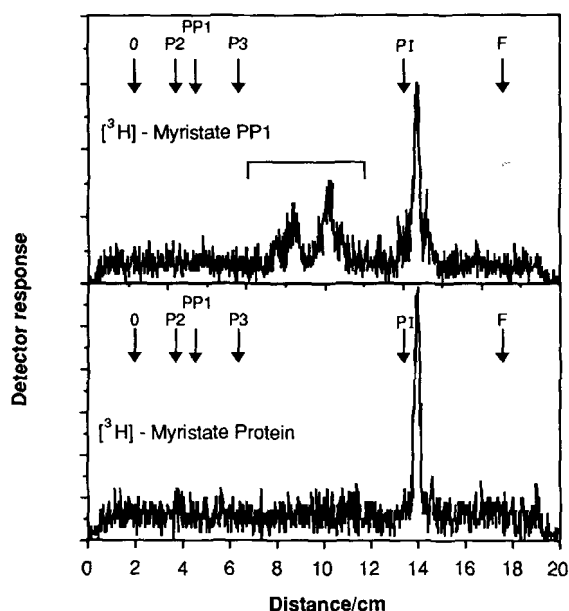 PP1
0 P2 P3 PI F
[³H] - Myristate PP1
PP1
0 P2 P3 PI F
[³H] - Myristate Protein
Detector response
0 2 4 6 8 10 12 14 16 18 20
Distance/cm